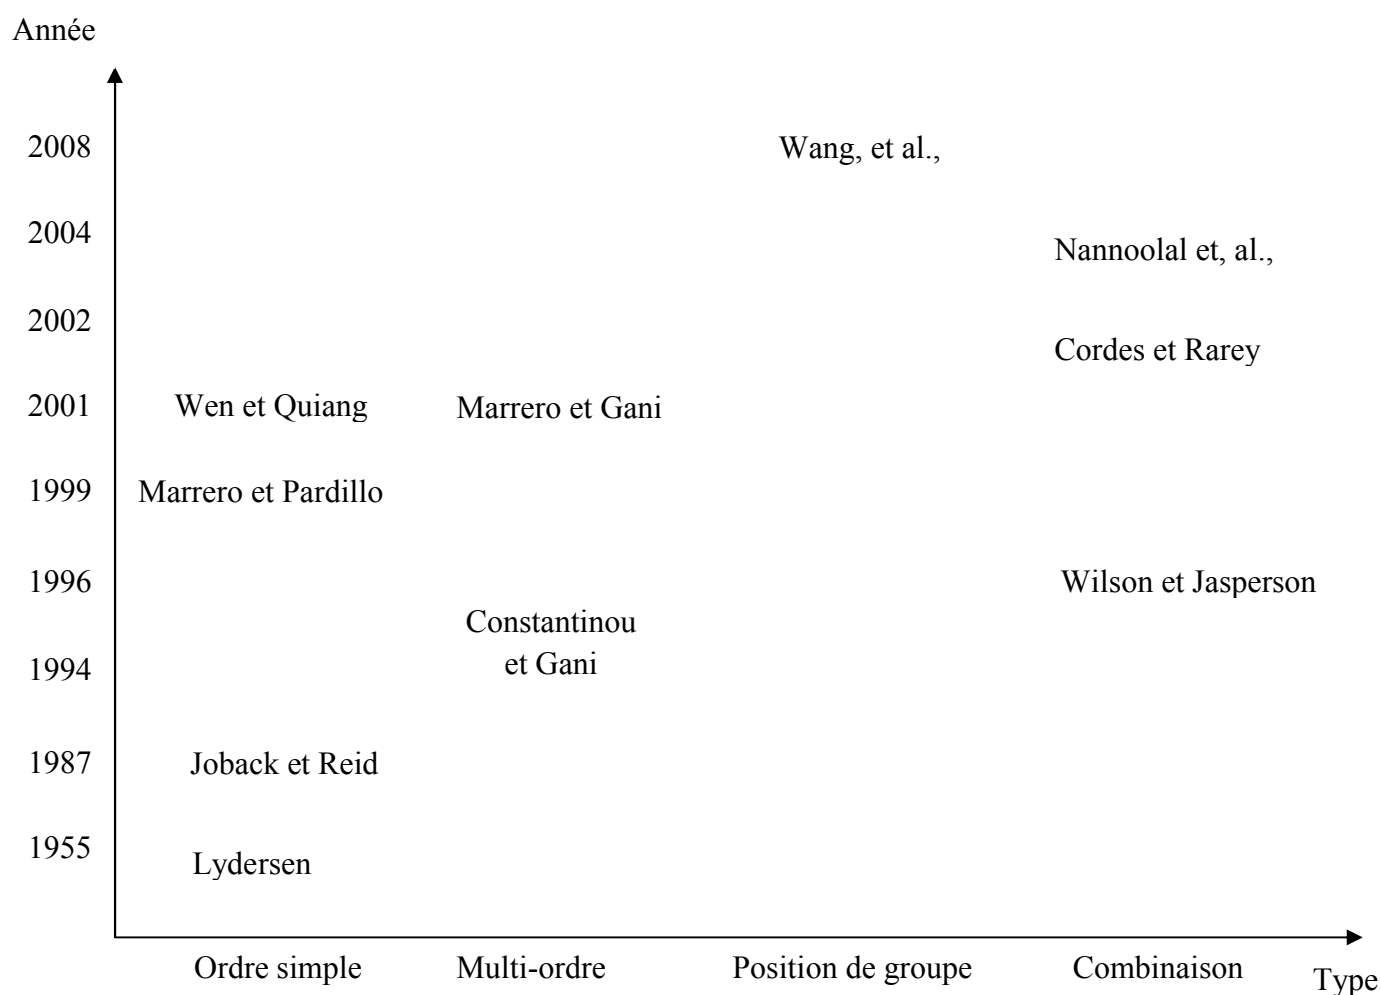 Année
2008
Wang, et al.,
2004
Nannoolal et, al.,
2002
Cordes et Rarey
2001
Wen et Quiang
Marrero et Gani
1999
Marrero et Pardillo
1996
Wilson et Jasperson
Constantinou
et Gani
1994
1987
Joback et Reid
1955
Lydersen
Ordre simple
Multi-ordre
Position de groupe
Combinaison
Type